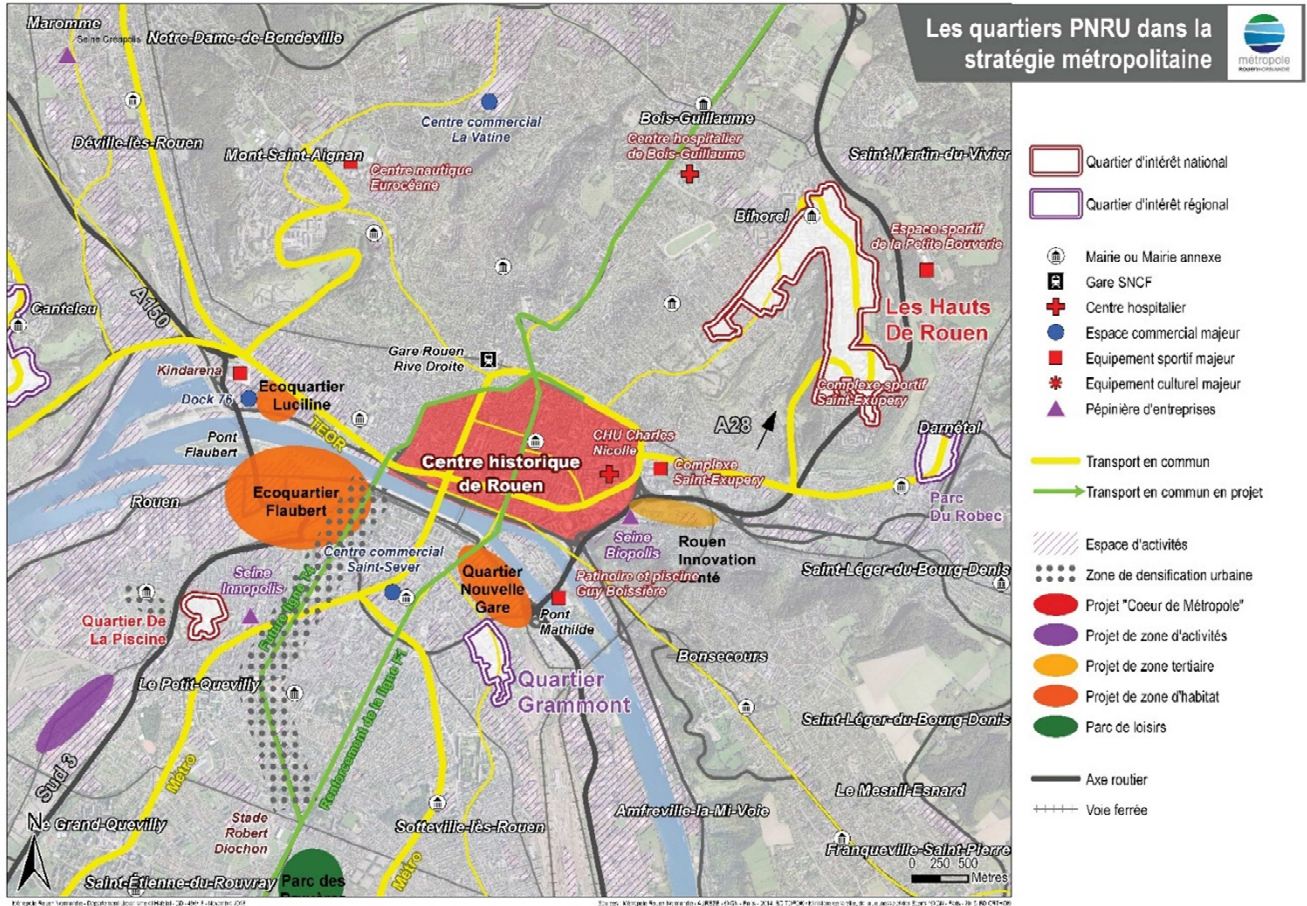 Les quartiers PNRU dans la
stratégie métropolitaine
métropole
ROUENNORMANDIE
Maromme
Seine Créapolis
Notre-Dame-de-Bondeville
Centre commercial
La Vatine
Bois-Guillaume
Centre hospitalier
de Bois-Guillaume
Déville-lès-Rouen
Mont-Saint-Aignan
Centre nautique
Eurocéane
Saint-Martin-du-Vivier
Bihorel
Espace sportif
de la Petite Bouverie
Canteleu
A150
Les Hauts
De Rouen
Gare Rouen
Rive Droite
Kindarena
Ecoquartier
Luciline
Dock 76
TEOR
Complexe sportif
Saint-Exupery
A28
Darnétal
Pont
Flaubert
CHU Charles
Nicolle
Centre historique
de Rouen
Complexe
Saint-Exupery
Rouen
Ecoquartier
Flaubert
Parc
Du Robec
Centre commercial
Saint-Sever
Seine
Biopolis
Rouen
Innovation
Santé
Seine
Innopolis
Quartier
Nouvelle
Gare
Patinoire et piscine
Guy Boissière
Saint-Léger-du-Bourg-Denis
Quartier De
La Piscine
Future ligne T4
Pont
Mathilde
Bonsecours
Le Petit-Quevilly
Quartier
Grammont
Renforcement de la ligne F1
Saint-Léger-du-Bourg-Denis
Sud 3
Métro
Le Mesnil-Esnard
N
Le Grand-Quevilly
Stade
Robert
Diochon
Sotteville-lès-Rouen
Amfreville-la-Mi-Voie
Métro
Franqueville-Saint-Pierre
Saint-Étienne-du-Rouvray
Parc des
0 250 500
Mètres
Quartier d'intérêt national
Quartier d'intérêt régional
Mairie ou Mairie annexe
Gare SNCF
Centre hospitalier
Espace commercial majeur
Equipement sportif majeur
Equipement culturel majeur
Pépinière d'entreprises
Transport en commun
Transport en commun en projet
Espace d'activités
Zone de densification urbaine
Projet "Coeur de Métropole"
Projet de zone d'activités
Projet de zone tertiaire
Projet de zone d'habitat
Parc de loisirs
Axe routier
Voie ferrée